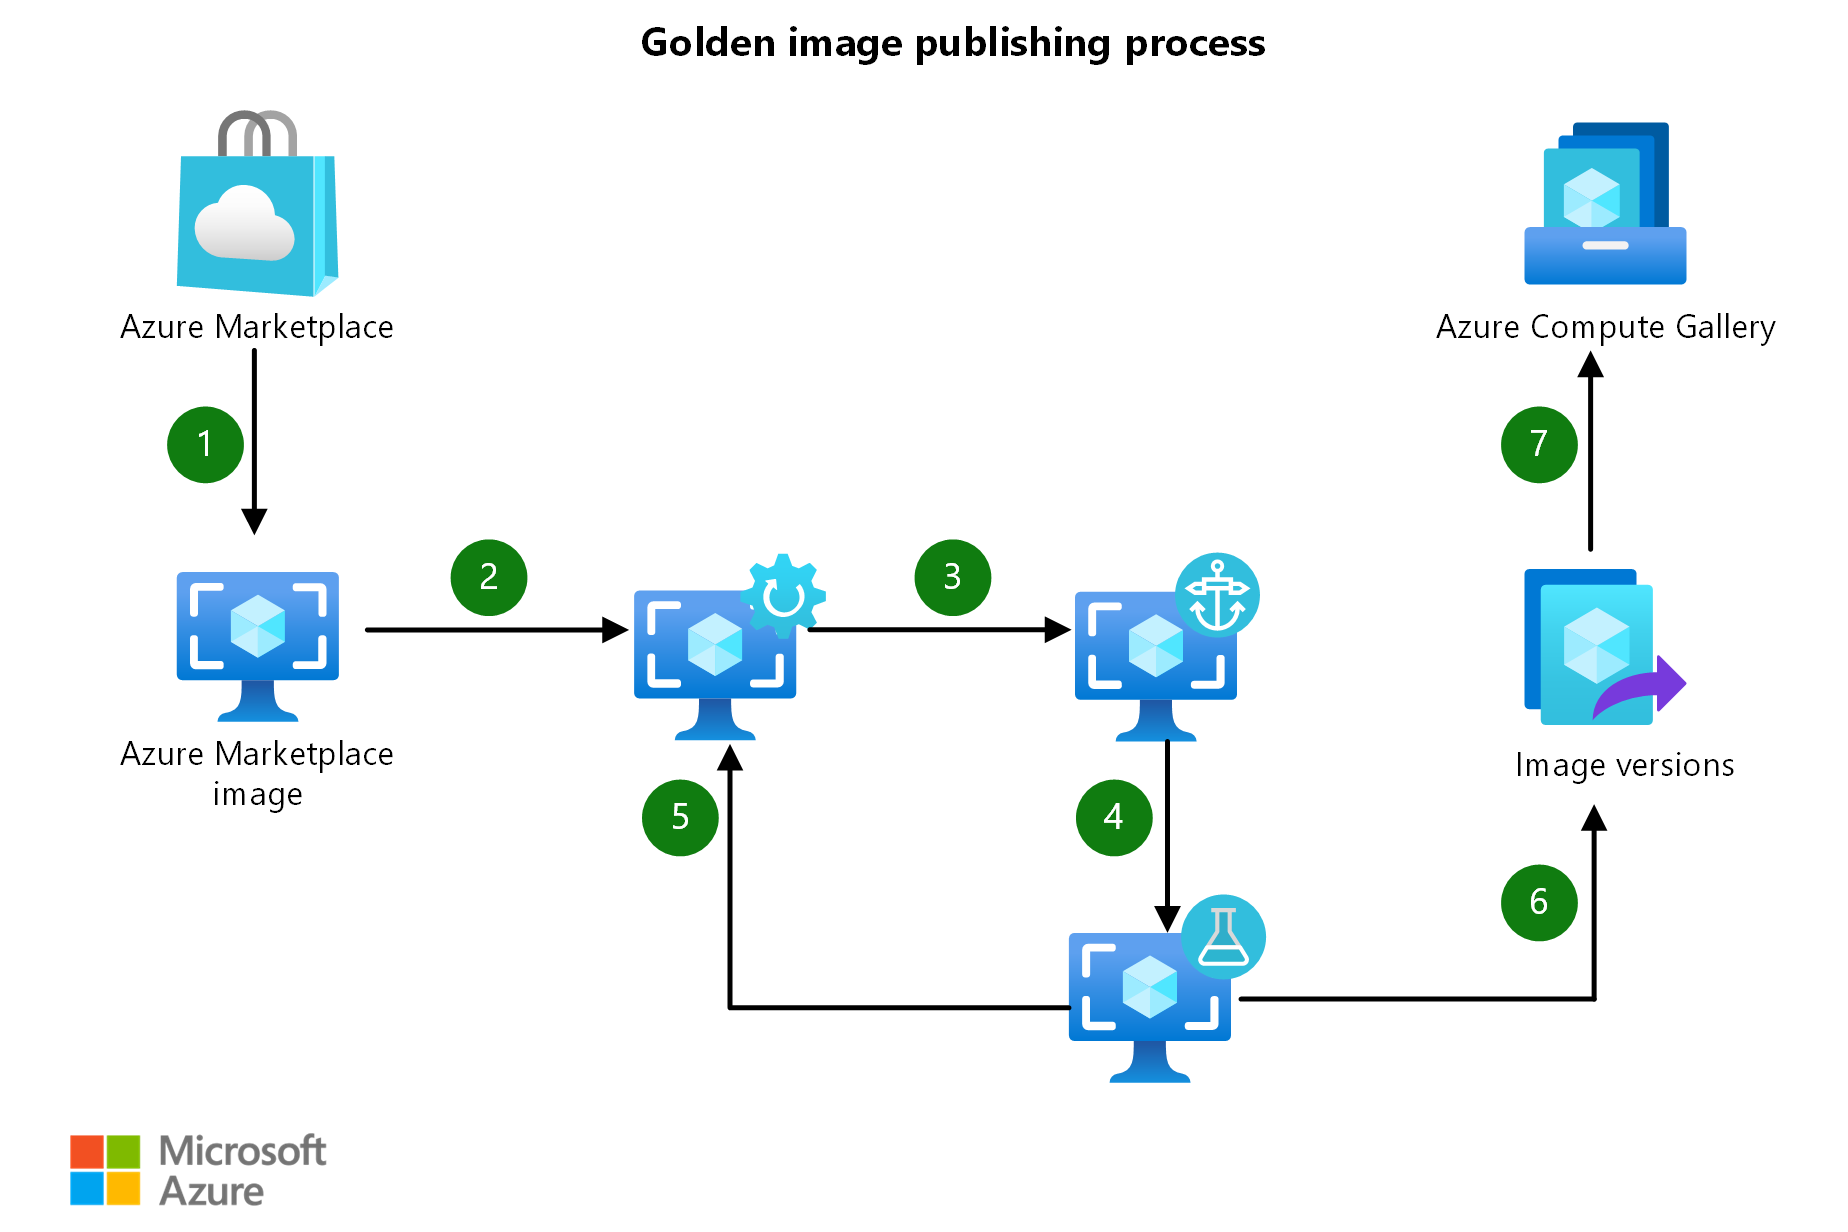 Golden image publishing process
Azure Marketplace
Azure Compute Gallery
1
7
2
3
Azure Marketplace
image
Image versions
5
4
6
Microsoft
Azure